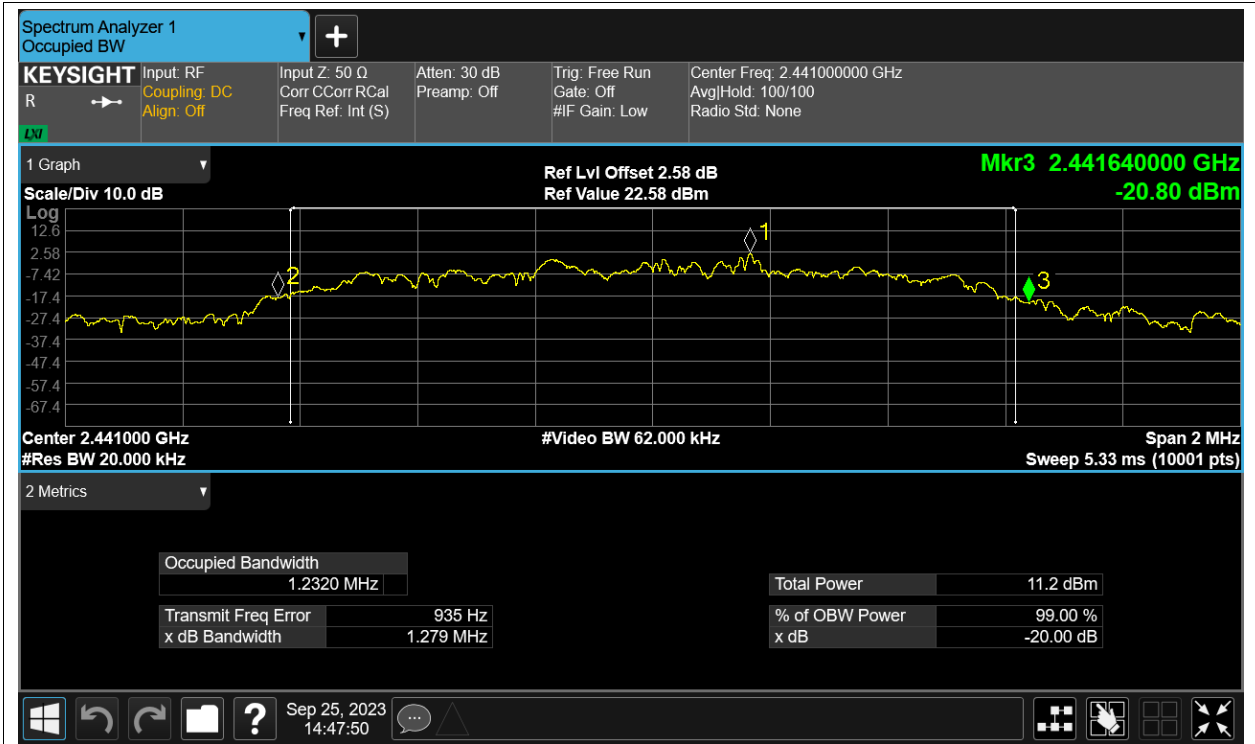 Spectrum Analyzer 1
Occupied BW
KEYSIGHT
R
LXI
Input: RF
Coupling: DC
Align: Off
Input Z: 50 Ω
Corr CCorr RCal
Freq Ref: Int (S)
Atten: 30 dB
Preamp: Off
Trig: Free Run
Gate: Off
#IF Gain: Low
Center Freq: 2.441000000 GHz
Avg|Hold: 100/100
Radio Std: None
1 Graph
Scale/Div 10.0 dB
Ref Lvl Offset 2.58 dB
Ref Value 22.58 dBm
Mkr3 2.441640000 GHz
-20.80 dBm
Log
12.6
2.58
-7.42
-17.4
-27.4
-37.4
-47.4
-57.4
-67.4
1
2
3
Center 2.441000 GHz
#Video BW 62.000 kHz
Span 2 MHz
#Res BW 20.000 kHz
Sweep 5.33 ms (10001 pts)
2 Metrics
Occupied Bandwidth
1.2320 MHz
Transmit Freq Error 935 Hz
x dB Bandwidth 1.279 MHz
Total Power 11.2 dBm
% of OBW Power 99.00 %
x dB -20.00 dB
?
Sep 25, 2023
14:47:50